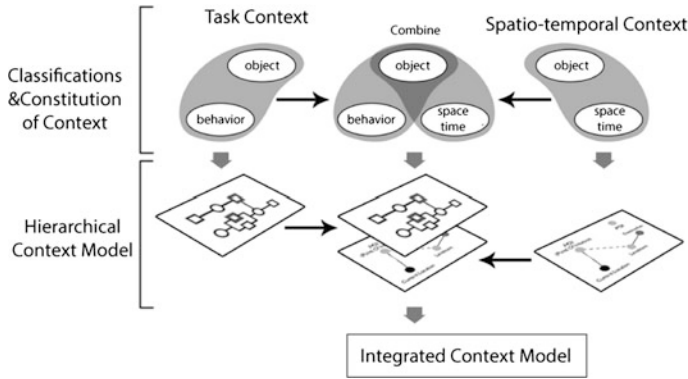 Task Context
Combine
Spatio-temporal Context
Classifications
&Constitution
of Context
object
behavior
object
behavior
space
time
object
space
time
Hierarchical
Context Model
Integrated Context Model